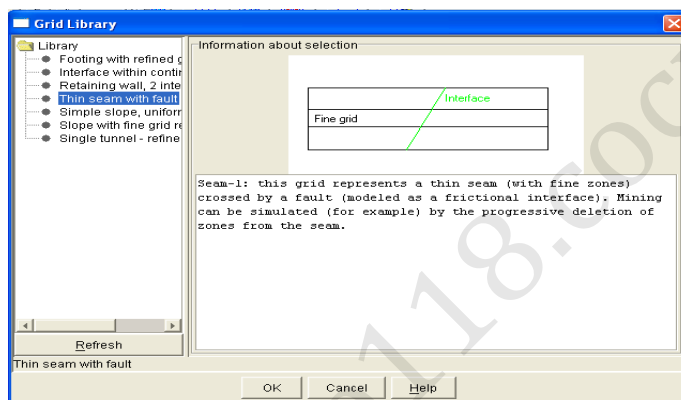 Grid Library
Library
Footing with refined g
Interface within contin
Retaining wall, 2 inte
Thin seam with fault
Simple slope, uniform
Slope with fine grid re
Single tunnel - refine
Refresh
Information about selection
Interface
Fine grid
Seam-1: this grid represents a thin seam (with fine zones)
crossed by a fault (modeled as a frictional interface). Mining
can be simulated (for example) by the progressive deletion of
zones from the seam.
Thin seam with fault
OK Cancel Help